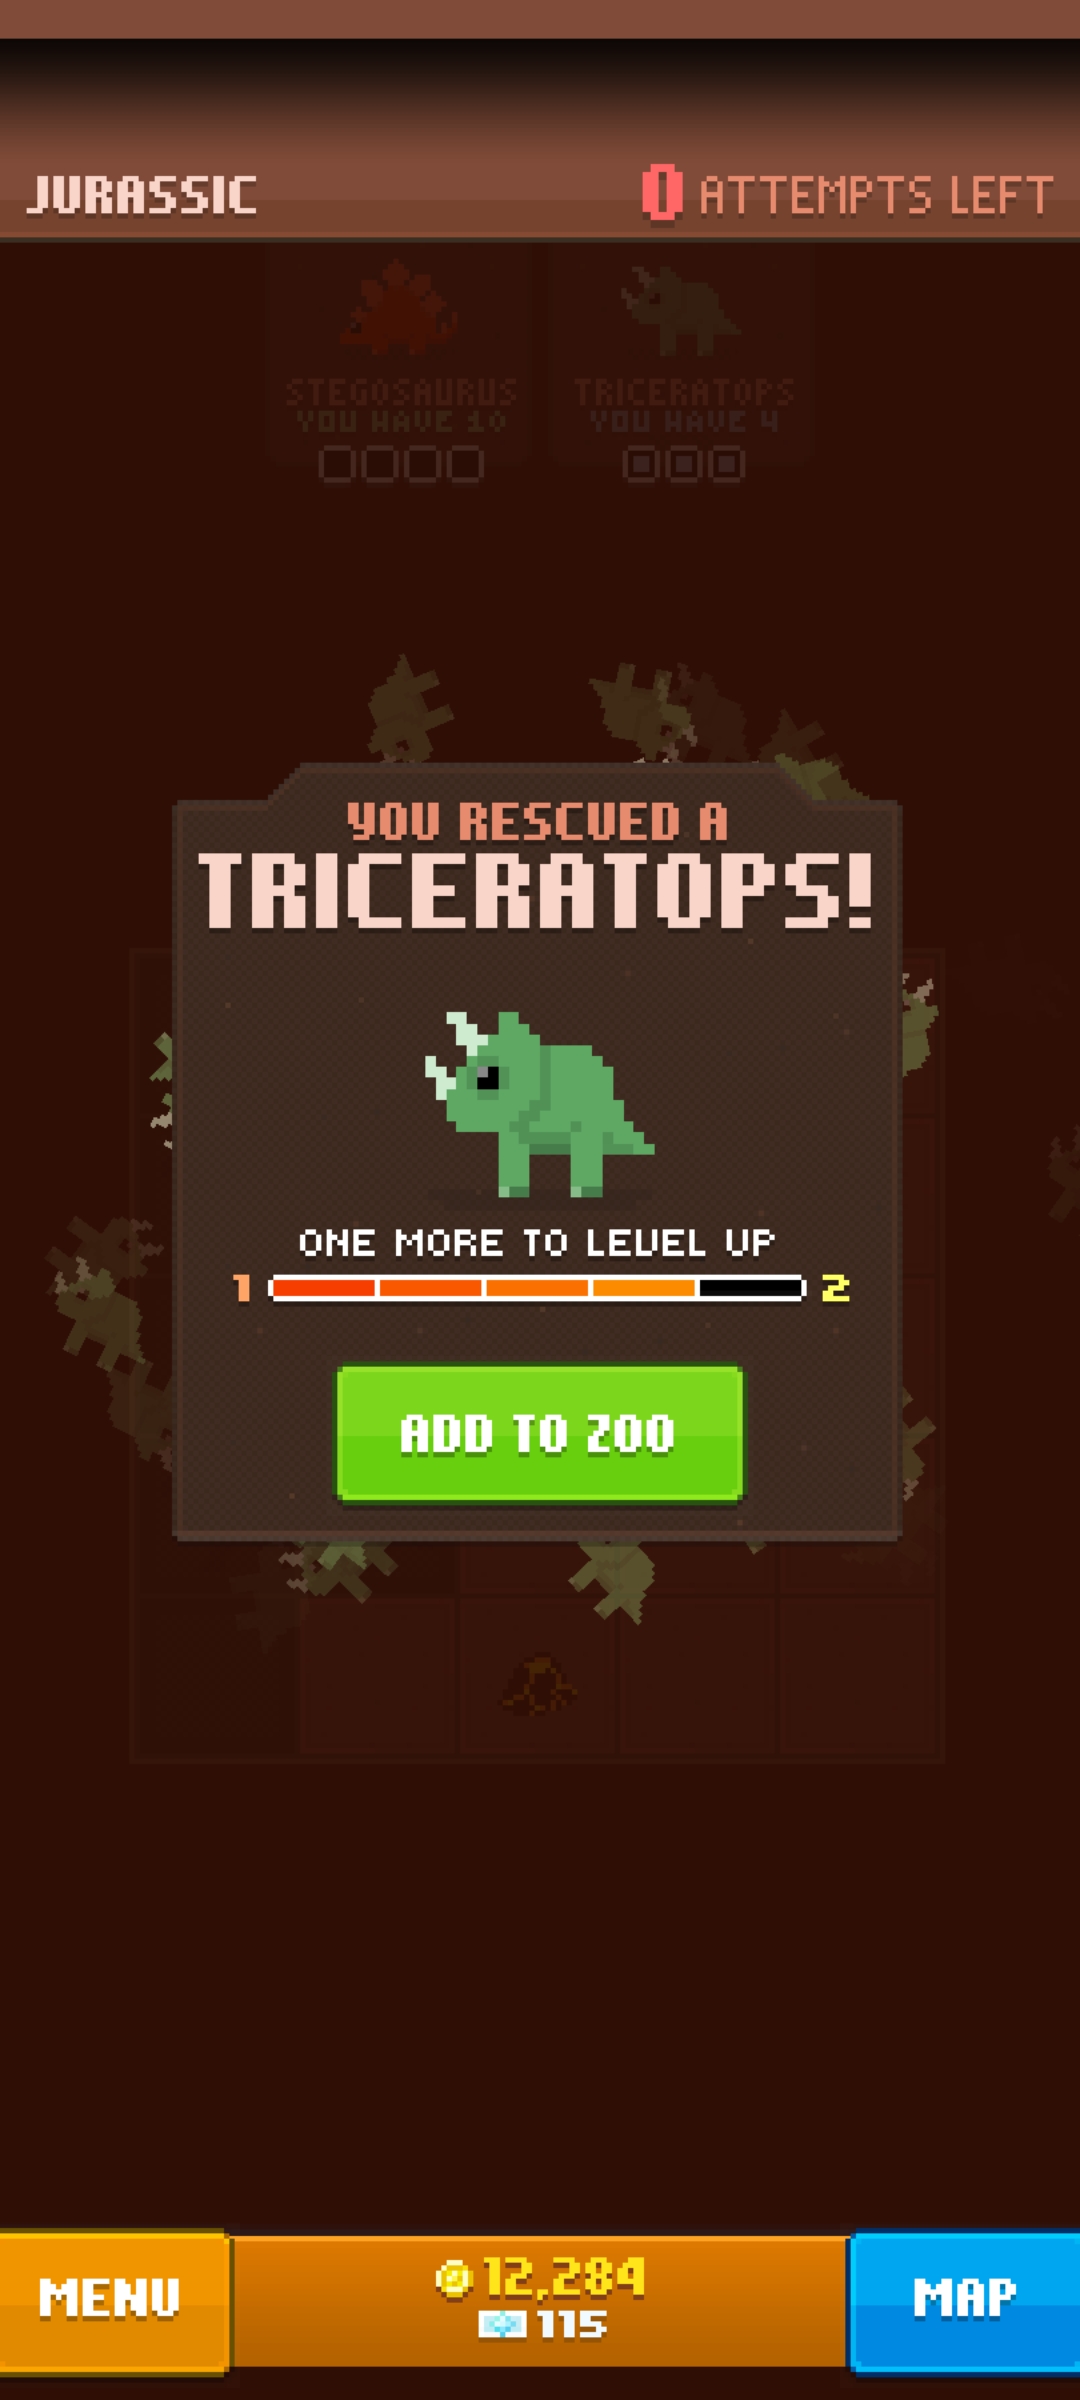 JURASSIC
0 ATTEMPTS LEFT
STEGOSAURUS
YOU HAVE 10
TRICERATOPS
YOU HAVE 4
YOU RESCUED A
TRICERATOPS!
ONE MORE TO LEVEL UP
1
2
ADD TO ZOO
MENU
12,284
115
MAP